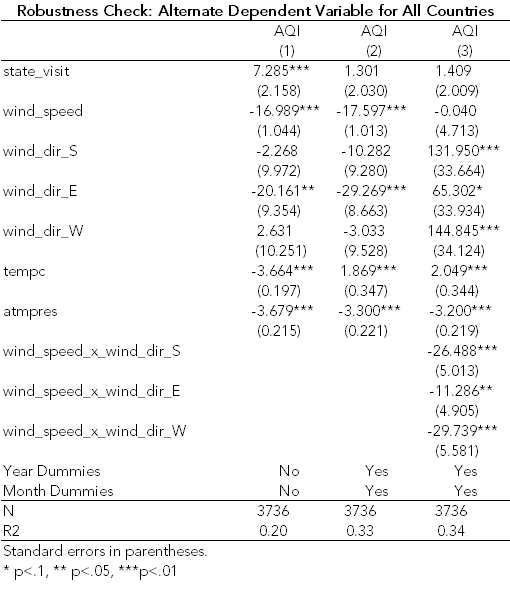 Robustness Check: Alternate Dependent Variable for All Countries
AQI AQI AQI
(1) (2) (3)
state_visit 7.285*** 1.301 1.409
(2.158) (2.030) (2.009)
wind_speed -16.989*** -17.597*** -0.040
(1.044) (1.013) (4.713)
wind_dir_S -2.268 -10.282 131.950***
(9.972) (9.280) (33.664)
wind_dir_E -20.161** -29.269*** 65.302*
(9.354) (8.663) (33.934)
wind_dir_W 2.631 -3.033 144.845***
(10.251) (9.528) (34.124)
tempc -3.664*** 1.869*** 2.049***
(0.197) (0.347) (0.344)
atmpres -3.679*** -3.300*** -3.200***
(0.215) (0.221) (0.219)
wind_speed_x_wind_dir_S -26.488***
(5.013)
wind_speed_x_wind_dir_E -11.286**
(4.905)
wind_speed_x_wind_dir_W -29.739***
(5.581)
Year Dummies No Yes Yes
Month Dummies No Yes Yes
N 3736 3736 3736
R2 0.20 0.33 0.34
Standard errors in parentheses.
* p<.1, ** p<.05, ***p<.01